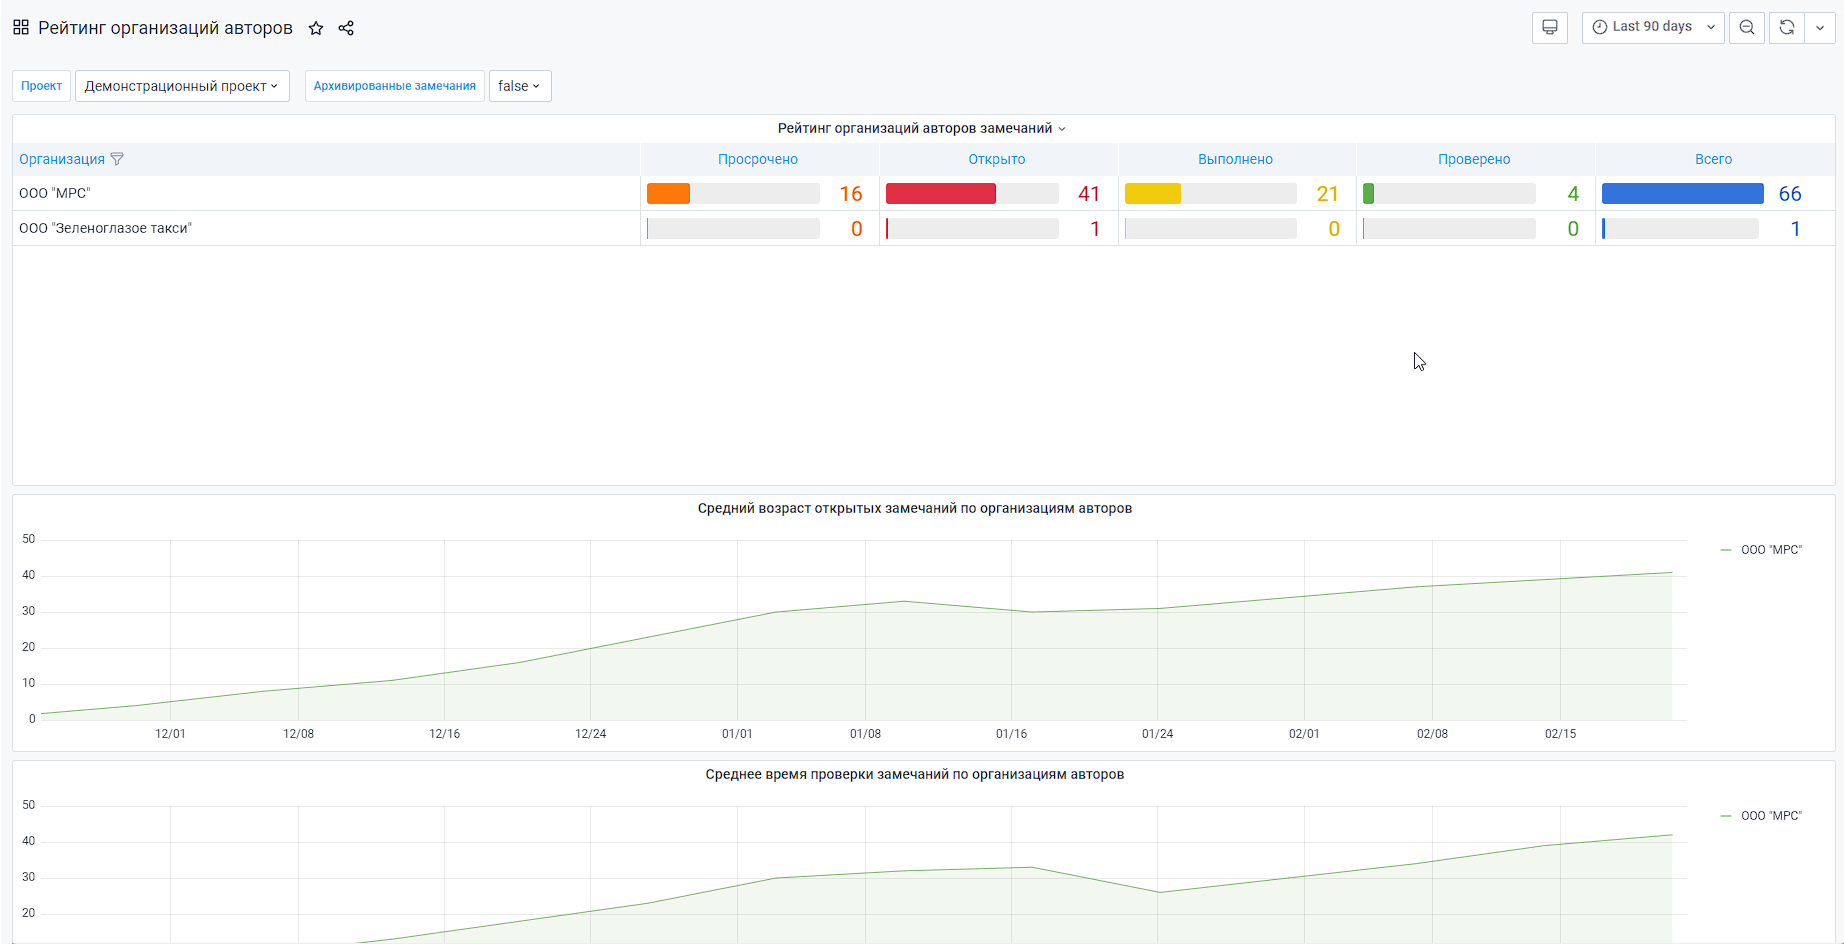 Рейтинг организаций авторов
Last 90 days
Проект Демонстрационный проект Архивированные замечания false
Рейтинг организаций авторов замечаний
Организация Просрочено Открыто Выполнено Проверено Всего
ООО "МРС" 16 41 21 4 66
ООО "Зеленоглазое такси" 0 1 0 0 1
Средний возраст открытых замечаний по организациям авторов
50
40
30
20
10
0
12/01 12/08 12/16 12/24 01/01 01/08 01/16 01/24 02/01 02/08 02/15
ООО "МРС"
Среднее время проверки замечаний по организациям авторов
50
40
30
20
ООО "МРС"